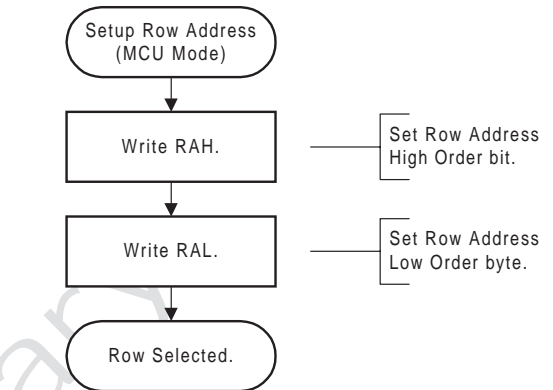 Setup Row Address
(MCU Mode)
Write RAH.
Set Row Address
High Order bit.
Write RAL.
Set Row Address
Low Order byte.
Row Selected.